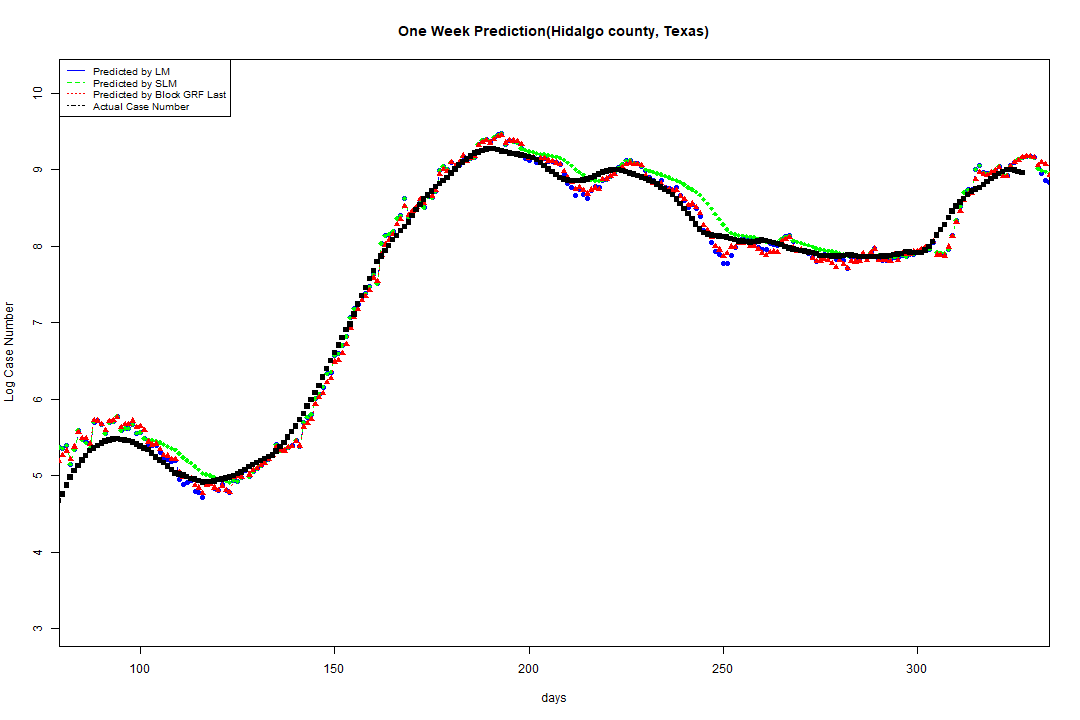 One Week Prediction(Hidalgo county, Texas)
Predicted by LM
Predicted by SLM
Predicted by Block GRF Last
Actual Case Number
10
9
8
7
6
5
4
3
Log Case Number
100 150 200 250 300
days